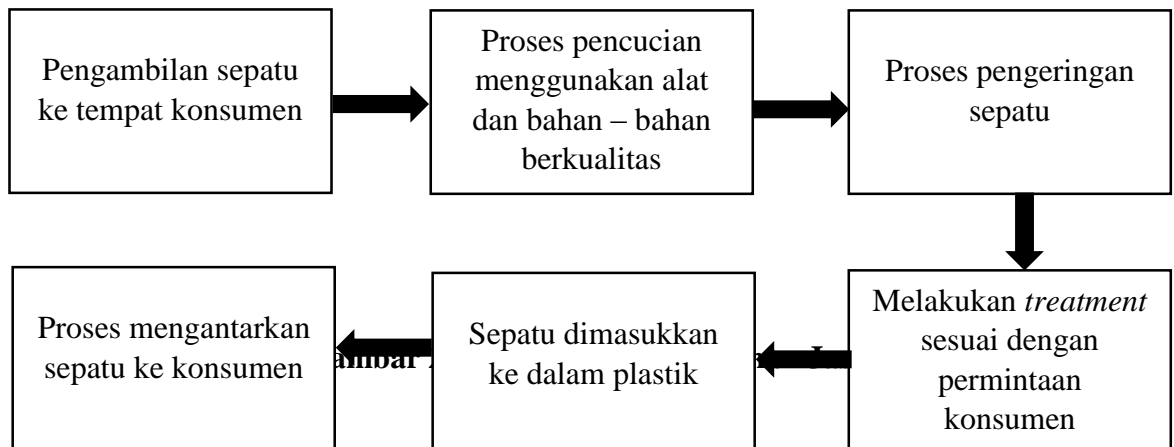 Pengambilan sepatu
ke tempat konsumen
Proses pencucian
menggunakan alat
dan bahan – bahan
berkualitas
Proses pengeringan
sepatu
Melakukan treatment
sesuai dengan
permintaan
konsumen
Sepatu dimasukkan
ke dalam plastik
Proses mengantarkan
sepatu ke konsumen